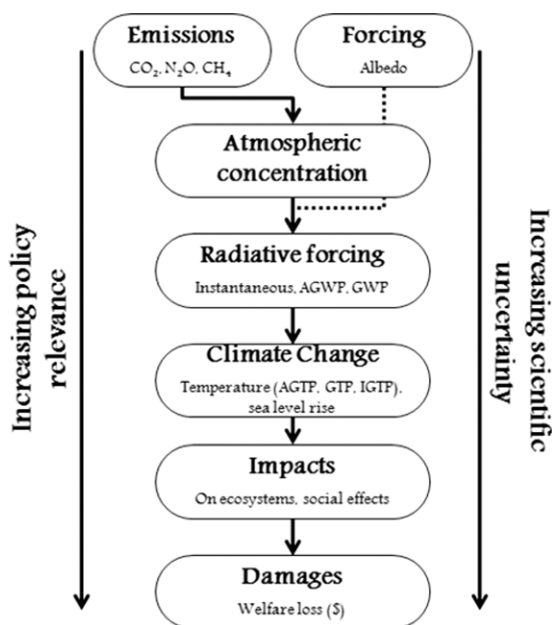 Emissions
CO₂, N₂O, CH₄
Forcing
Albedo
Atmospheric
concentration
Radiative forcing
Instantaneous, AGWP, GWP
Climate Change
Temperature (AGTP, GTP, IGTP),
sea level rise
Impacts
On ecosystems, social effects
Damages
Welfare loss ($)
Increasing policy
relevance
Increasing scientific
uncertainty